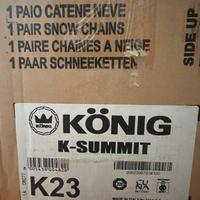 1 PAIO CATENE NEVE
1 PAIR SNOW CHAINS
1 PAIRE CHAÎNES A NEIGE
1 PAAR SCHNEEKETTEN
SIDE-UP
KÖNIG
KÖNIG
K-SUMMIT
K23